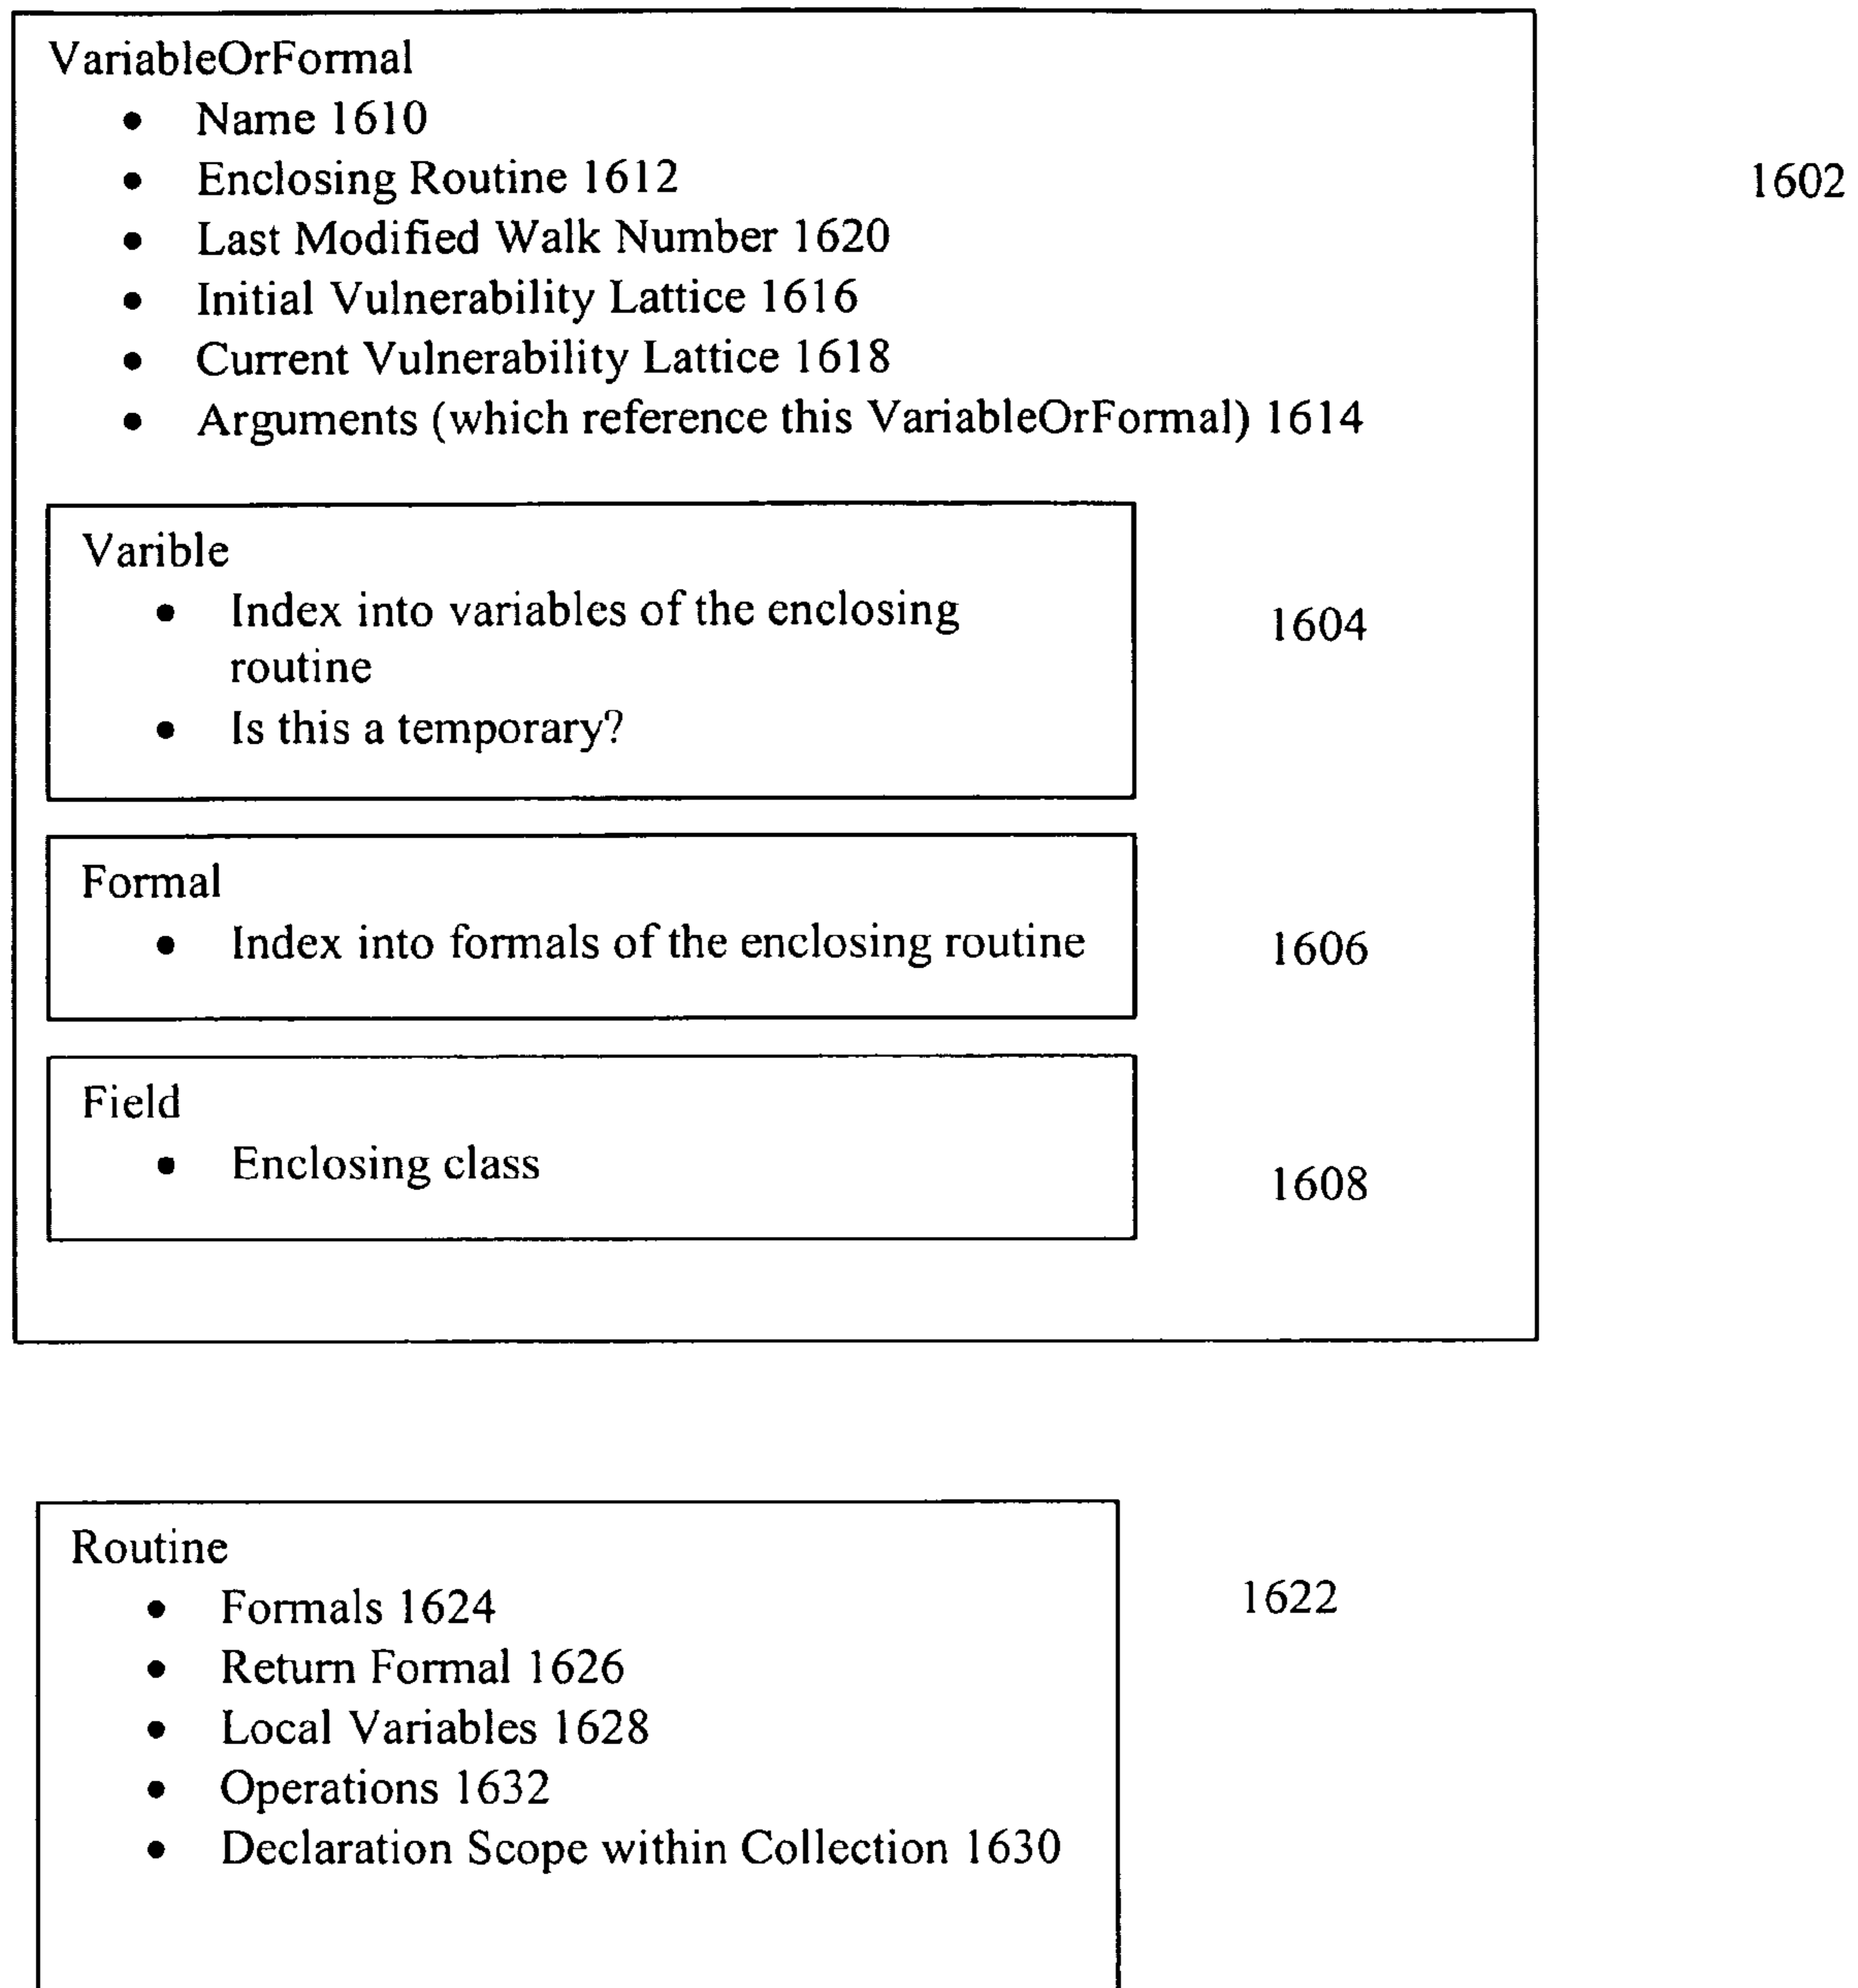 VariableOrFormal
• Name 1610
• Enclosing Routine 1612
1602
• Last Modified Walk Number 1620
• Initial Vulnerability Lattice 1616
• Current Vulnerability Lattice 1618
• Arguments (which reference this VariableOrFormal) 1614
Varible
• Index into variables of the enclosing
routine
1604
• Is this a temporary?
Formal
• Index into formals of the enclosing routine
1606
Field
• Enclosing class
1608
Routine
1622
• Formals 1624
• Return Formal 1626
• Local Variables 1628
• Operations 1632
• Declaration Scope within Collection 1630